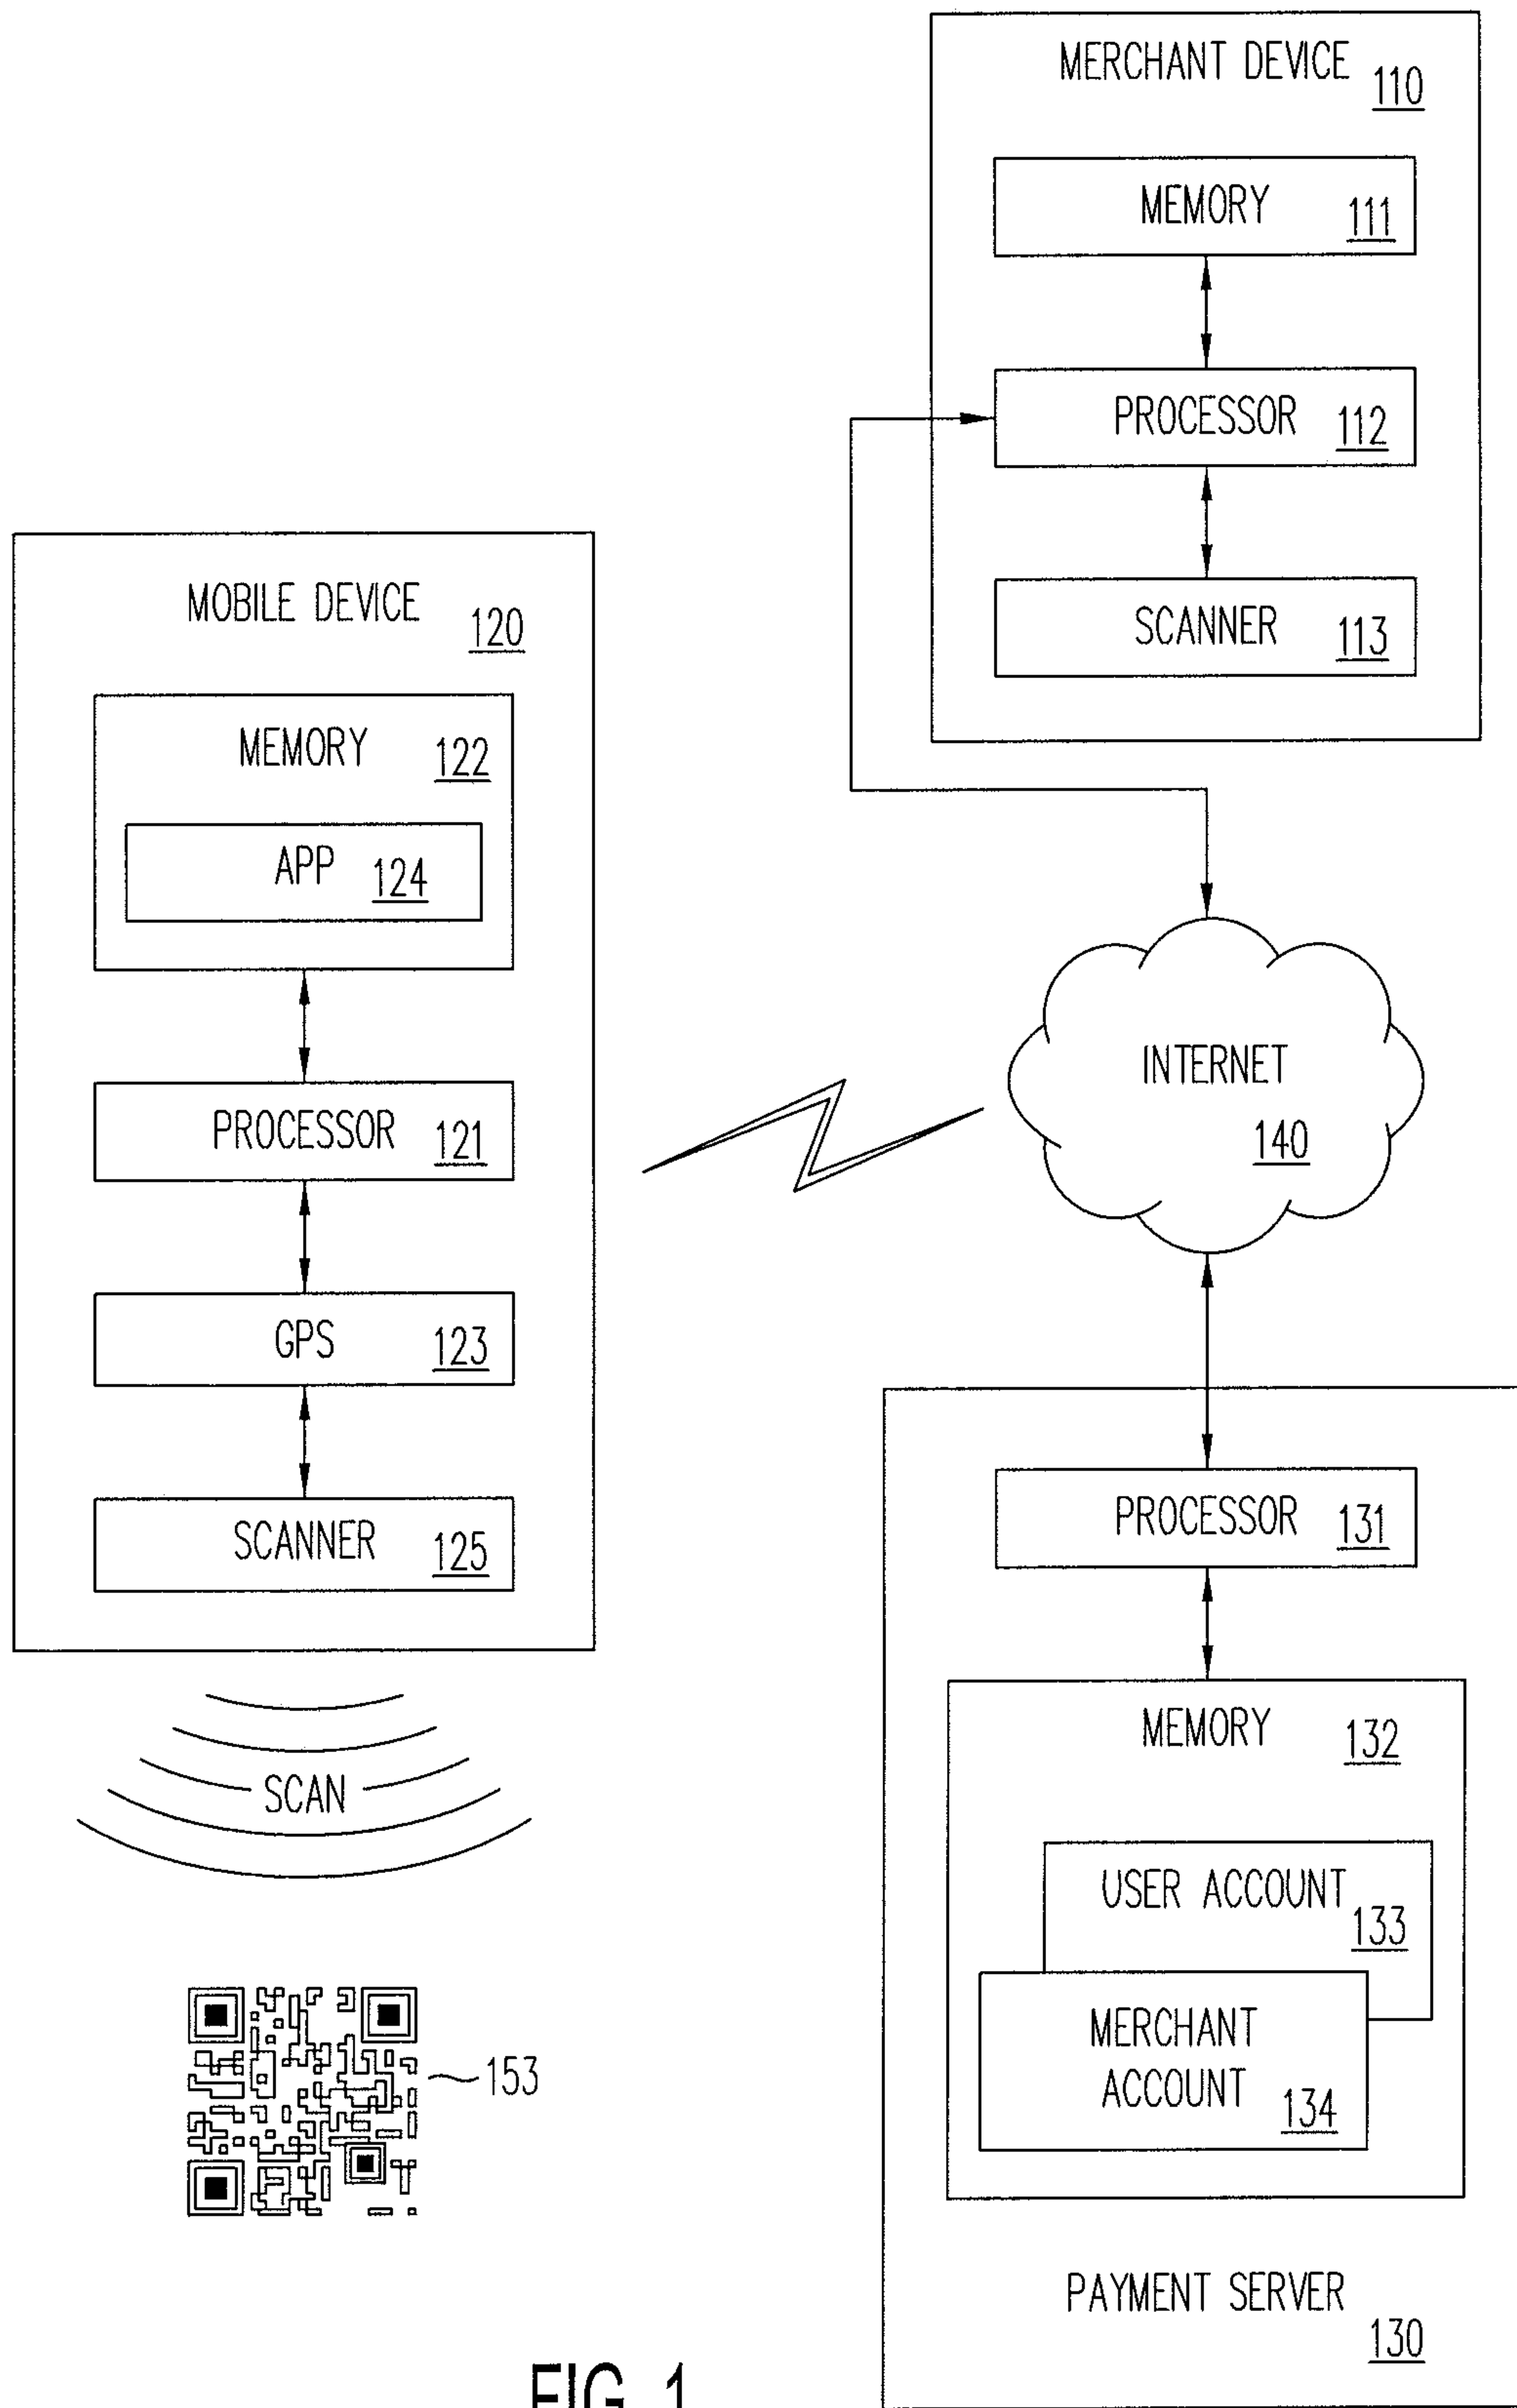 MERCHANT DEVICE 110
MEMORY 111
PROCESSOR 112
SCANNER 113
MOBILE DEVICE 120
MEMORY 122
APP 124
PROCESSOR 121
GPS 123
SCANNER 125
INTERNET
140
PROCESSOR 131
MEMORY 132
USER ACCOUNT
133
MERCHANT
ACCOUNT 134
PAYMENT SERVER
130
SCAN
153
FIG. 1